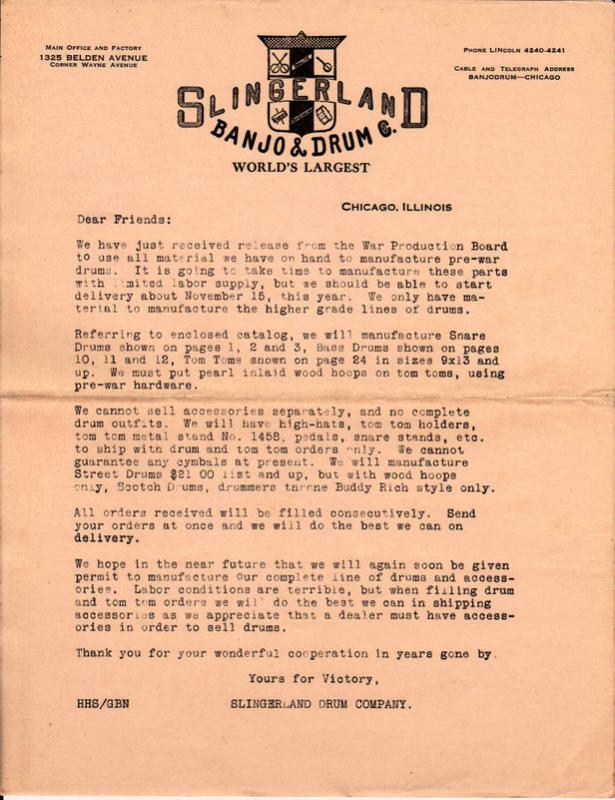 MAIN OFFICE AND FACTORY
1325 BELDEN AVENUE
CORNER WAYNE AVENUE
PHONE LINCOLN 4240-4241
CABLE AND TELEGRAPH ADDRESS
BANJODRUM—CHICAGO
SLINGERLAND
BANJO & DRUM Co.
WORLD'S LARGEST
CHICAGO, ILLINOIS
Dear Friends:
We have just received release from the War Production Board
to use all material we have on hand to manufacture pre-war
drums. It is going to take time to manufacture these parts
with limited labor supply, but we should be able to start
delivery about November 15, this year. We only have ma-
terial to manufacture the higher grade lines of drums.
Referring to enclosed catalog, we will manufacture Snare
Drums shown on pages 1, 2 and 3, Bass Drums shown on pages
10, 11 and 12, Tom Toms shown on page 24 in sizes 9x13 and
up. We must put pearl inlaid wood hoops on tom toms, using
pre-war hardware.
We cannot sell accessories separately, and no complete
drum outfits. We will have high-hats, tom tom holders,
tom tom metal stand No. 1458, pedals, snare stands, etc.
to ship with drum and tom tom orders only. We cannot
guarantee any cymbals at present. We will manufacture
Street Drums $21 00 list and up, but with wood hoops
only, Scotch Drums, drummers throne Buddy Rich style only.
All orders received will be filled consecutively. Send
your orders at once and we will do the best we can on
delivery.
We hope in the near future that we will again soon be given
permit to manufacture our complete line of drums and access-
ories. Labor conditions are terrible, but when filling drum
and tom tom orders we will do the best we can in shipping
accessories as we appreciate that a dealer must have access-
ories in order to sell drums.
Thank you for your wonderful cooperation in years gone by.
Yours for Victory,
HHS/GBN SLINGERLAND DRUM COMPANY.